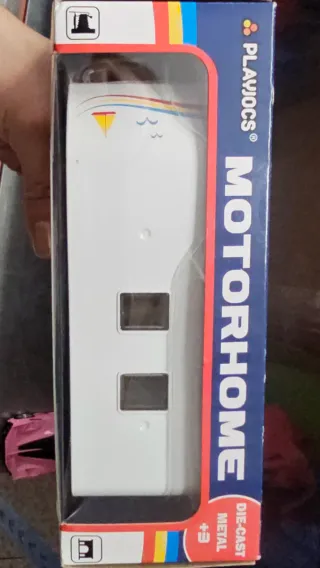 PLAYJOCS®
MOTORHOME
DIE-CAST
METAL
+3